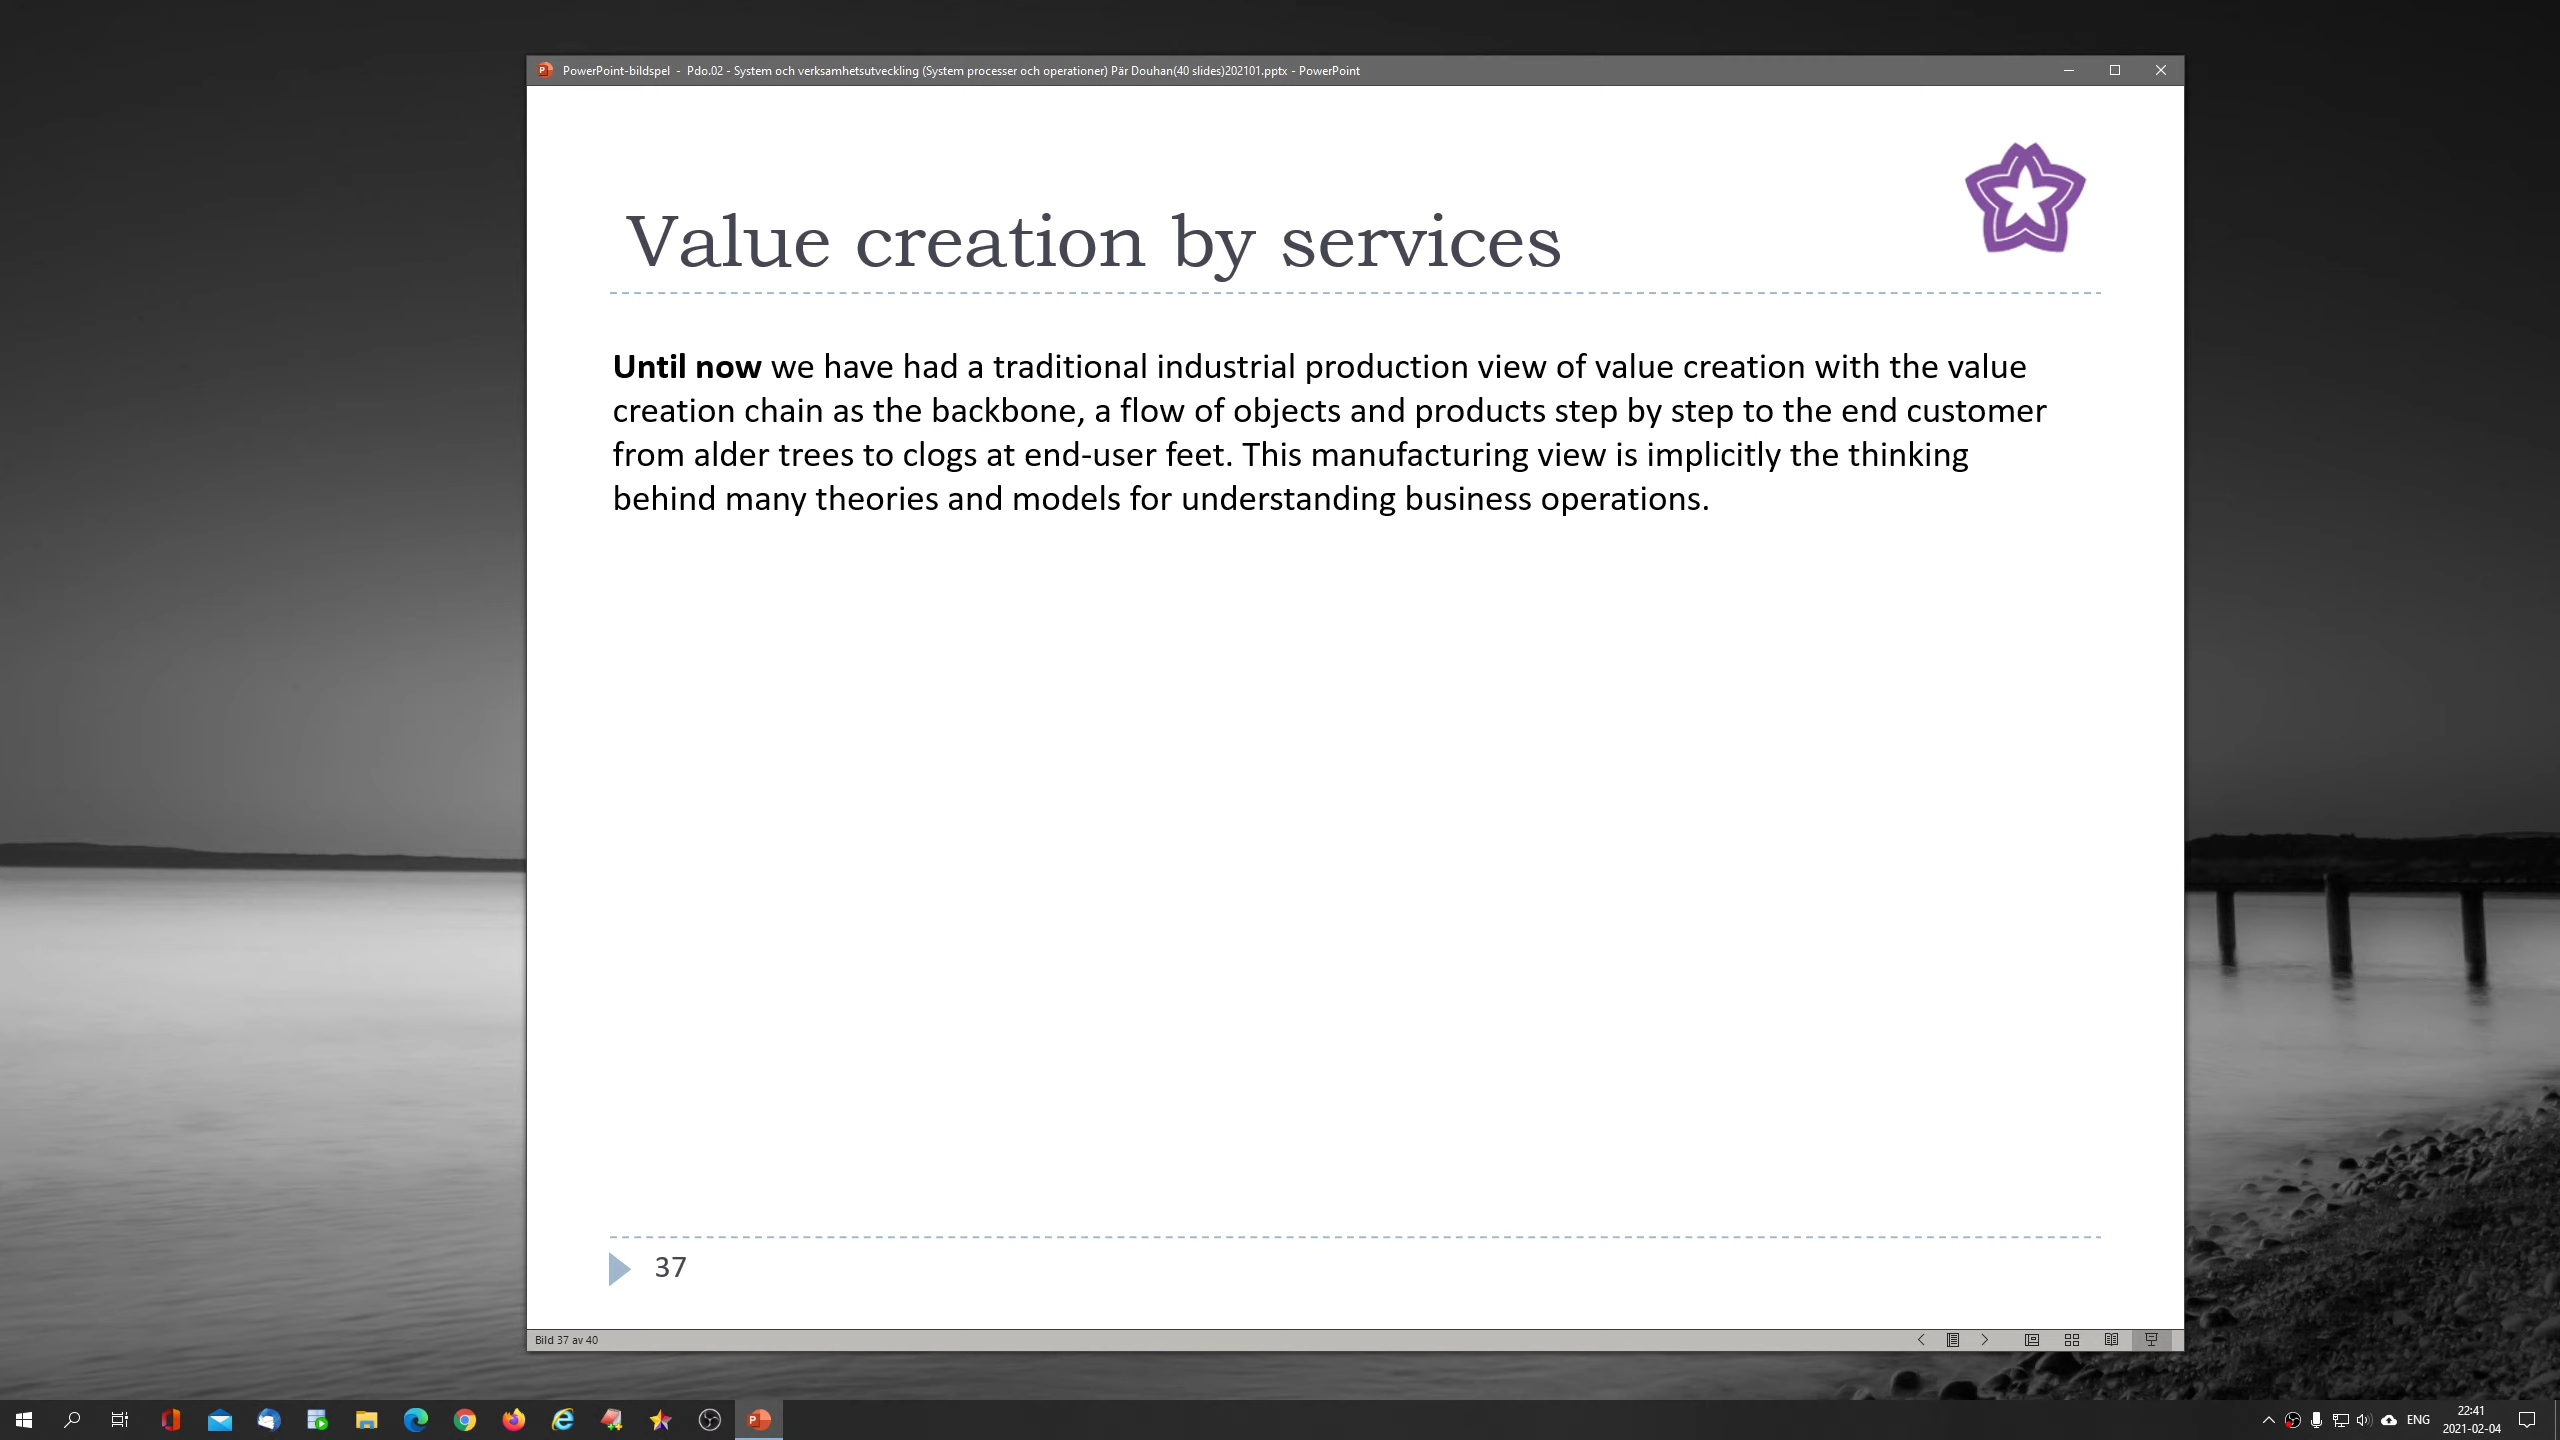 PowerPoint-bildspel - Pdo.02 - System och verksamhetsutveckling (System processer och operationer) Pär Douhan(40 slides)202101.pptx - PowerPoint
Value creation by services
Until now we have had a traditional industrial production view of value creation with the value
creation chain as the backbone, a flow of objects and products step by step to the end customer
from alder trees to clogs at end-user feet. This manufacturing view is implicitly the thinking
behind many theories and models for understanding business operations.
37
Bild 37 av 40
ENG
22:41
2021-02-04